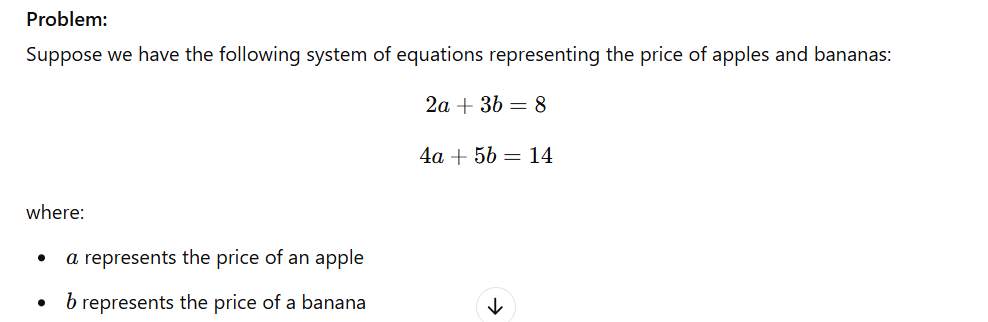 Problem:
Suppose we have the following system of equations representing the price of apples and bananas:
2a + 3b = 8
4a + 5b = 14
where:
• a represents the price of an apple
• b represents the price of a banana